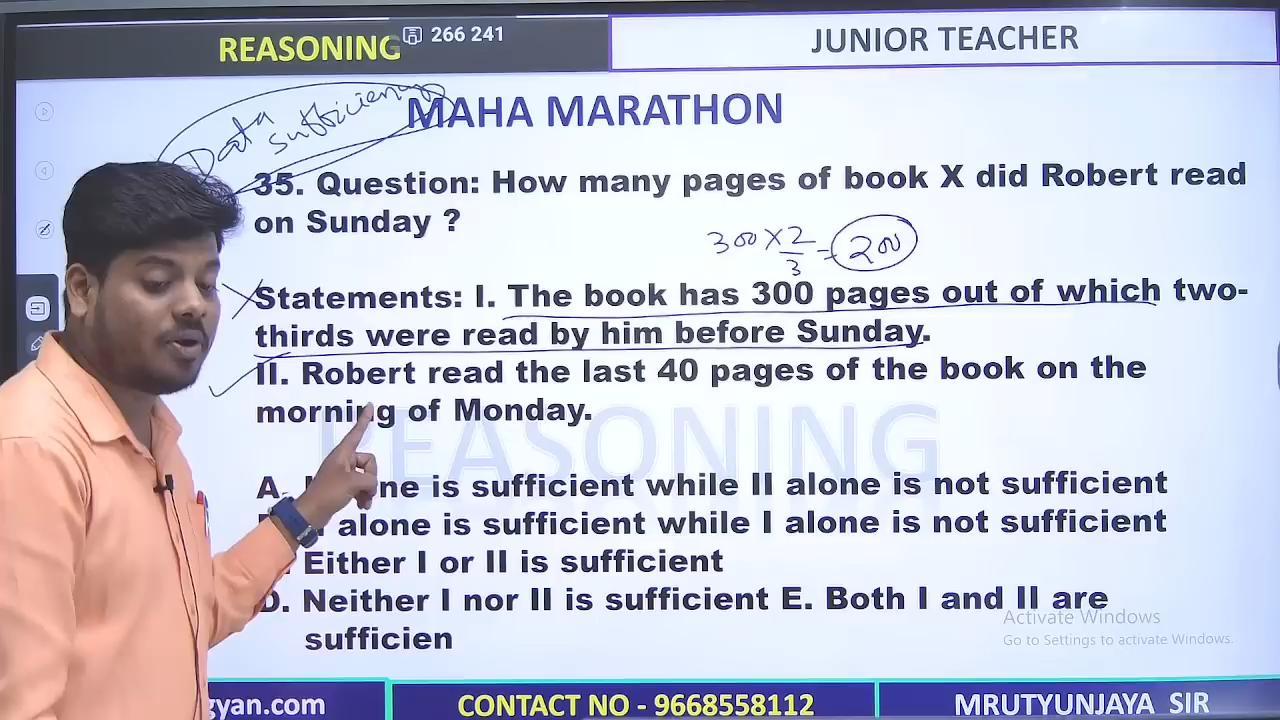 REASONING
266 241
JUNIOR TEACHER
Data
sufficiency
MAHA MARATHON
35. Question: How many pages of book X did Robert read
on Sunday ?
300 × 2/3 = 200
Statements: I. The book has 300 pages out of which two-
thirds were read by him before Sunday.
II. Robert read the last 40 pages of the book on the
morning of Monday.
REASONING
A. ne is sufficient while II alone is not sufficient
alone is sufficient while I alone is not sufficient
Either I or II is sufficient
D. Neither I nor II is sufficient E. Both I and II are
sufficien
Activate Windows
Go to Settings to activate Windows.
gyan.com
CONTACT NO - 9668558112
MRUTYUNJAYA SIR